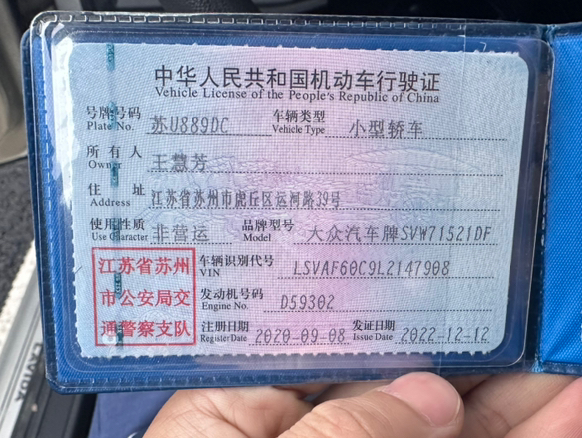 中华人民共和国机动车行驶证
Vehicle License of the People's Republic of China
号牌号码 苏U889DC 车辆类型 小型轿车
Plate No. Vehicle Type
所有人 王慧芳
Owner
住址 江苏省苏州市虎丘区运河路39号
Address
使用性质 非营运 品牌型号 大众汽车牌SVW71521DF
Use Character Model
江苏省苏州
市公安局交
通警察支队
车辆识别代号 LSVAF60C9L2147908
VIN
发动机号码 D59302
Engine No.
注册日期 2020-09-08 发证日期 2022-12-12
Register Date Issue Date
LAVIDA